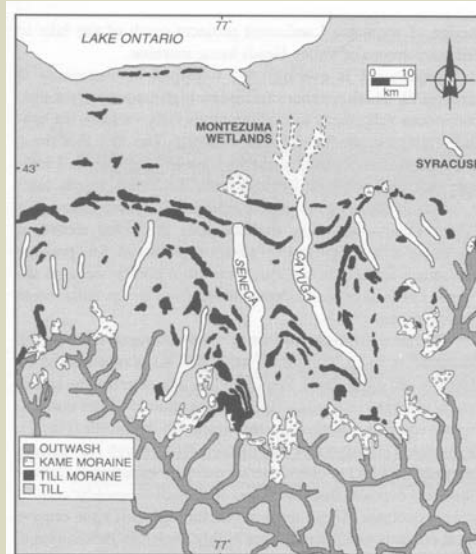 77°
LAKE ONTARIO
0 10
km
N
MONTEZUMA
WETLANDS
43°
SYRACUSE
SENECA
CAYUGA
OUTWASH
KAME MORAINE
TILL MORAINE
TILL
77°